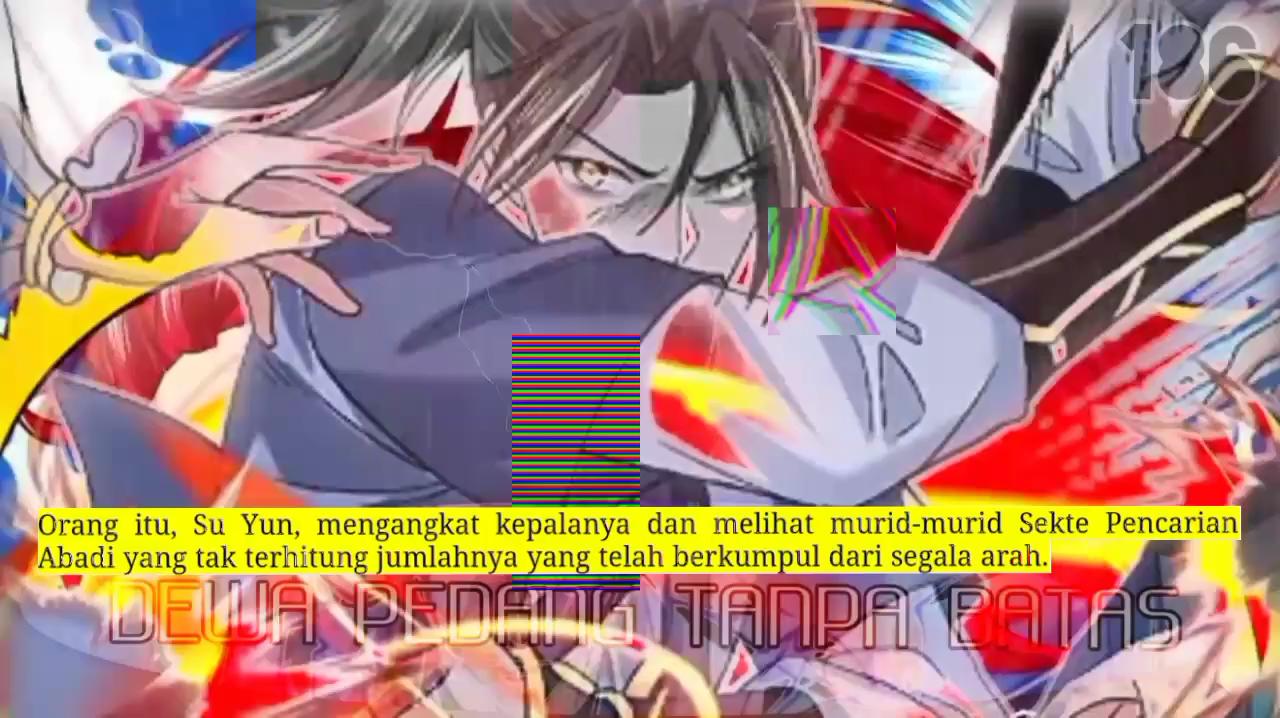 186
Orang itu, Su Yun, mengangkat kepalanya dan melihat murid-murid Sekte Pencarian
Abadi yang tak terhitung jumlahnya yang telah berkumpul dari segala arah.
DEWA PEDANG TANPA BATAS